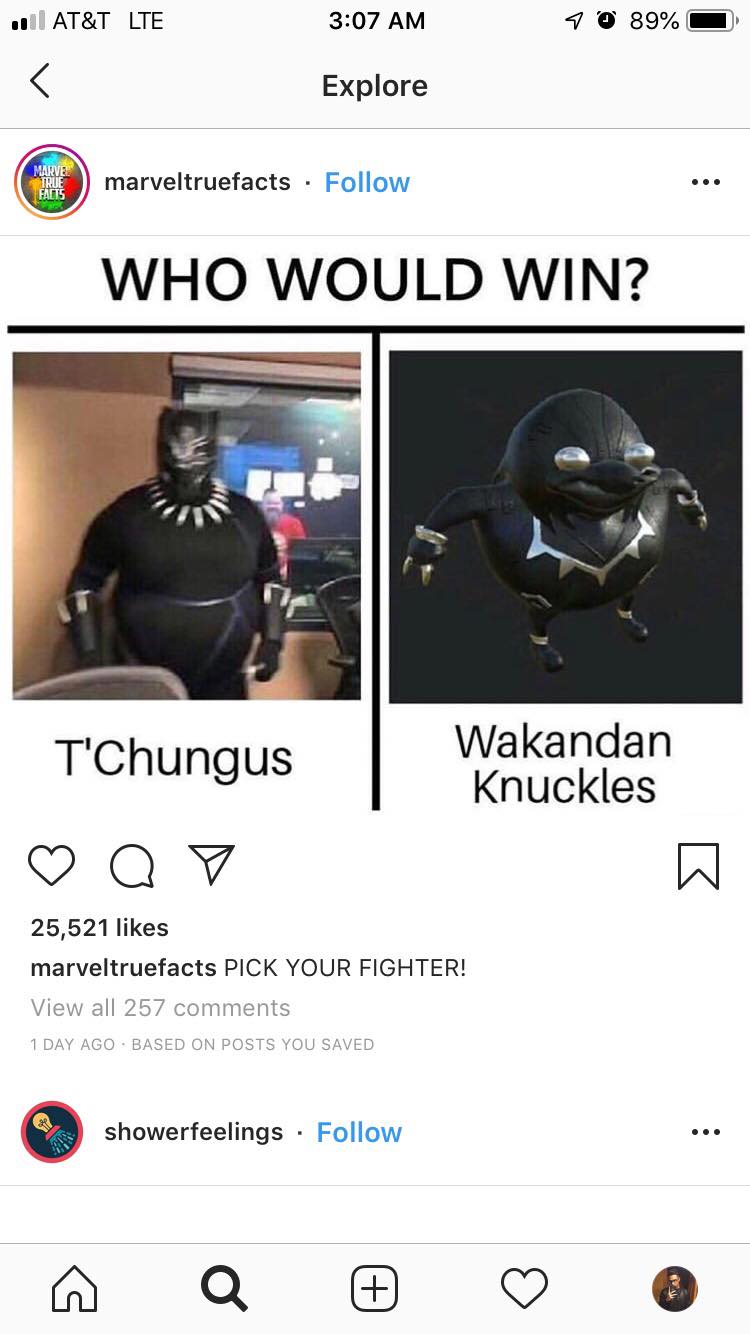 AT&T LTE 3:07 AM 89%
Explore
MARVEL
TRUE
FACTS
marveltruefacts · Follow
WHO WOULD WIN?
T'Chungus
Wakandan
Knuckles
25,521 likes
marveltruefacts PICK YOUR FIGHTER!
View all 257 comments
1 DAY AGO · BASED ON POSTS YOU SAVED
showerfeelings · Follow